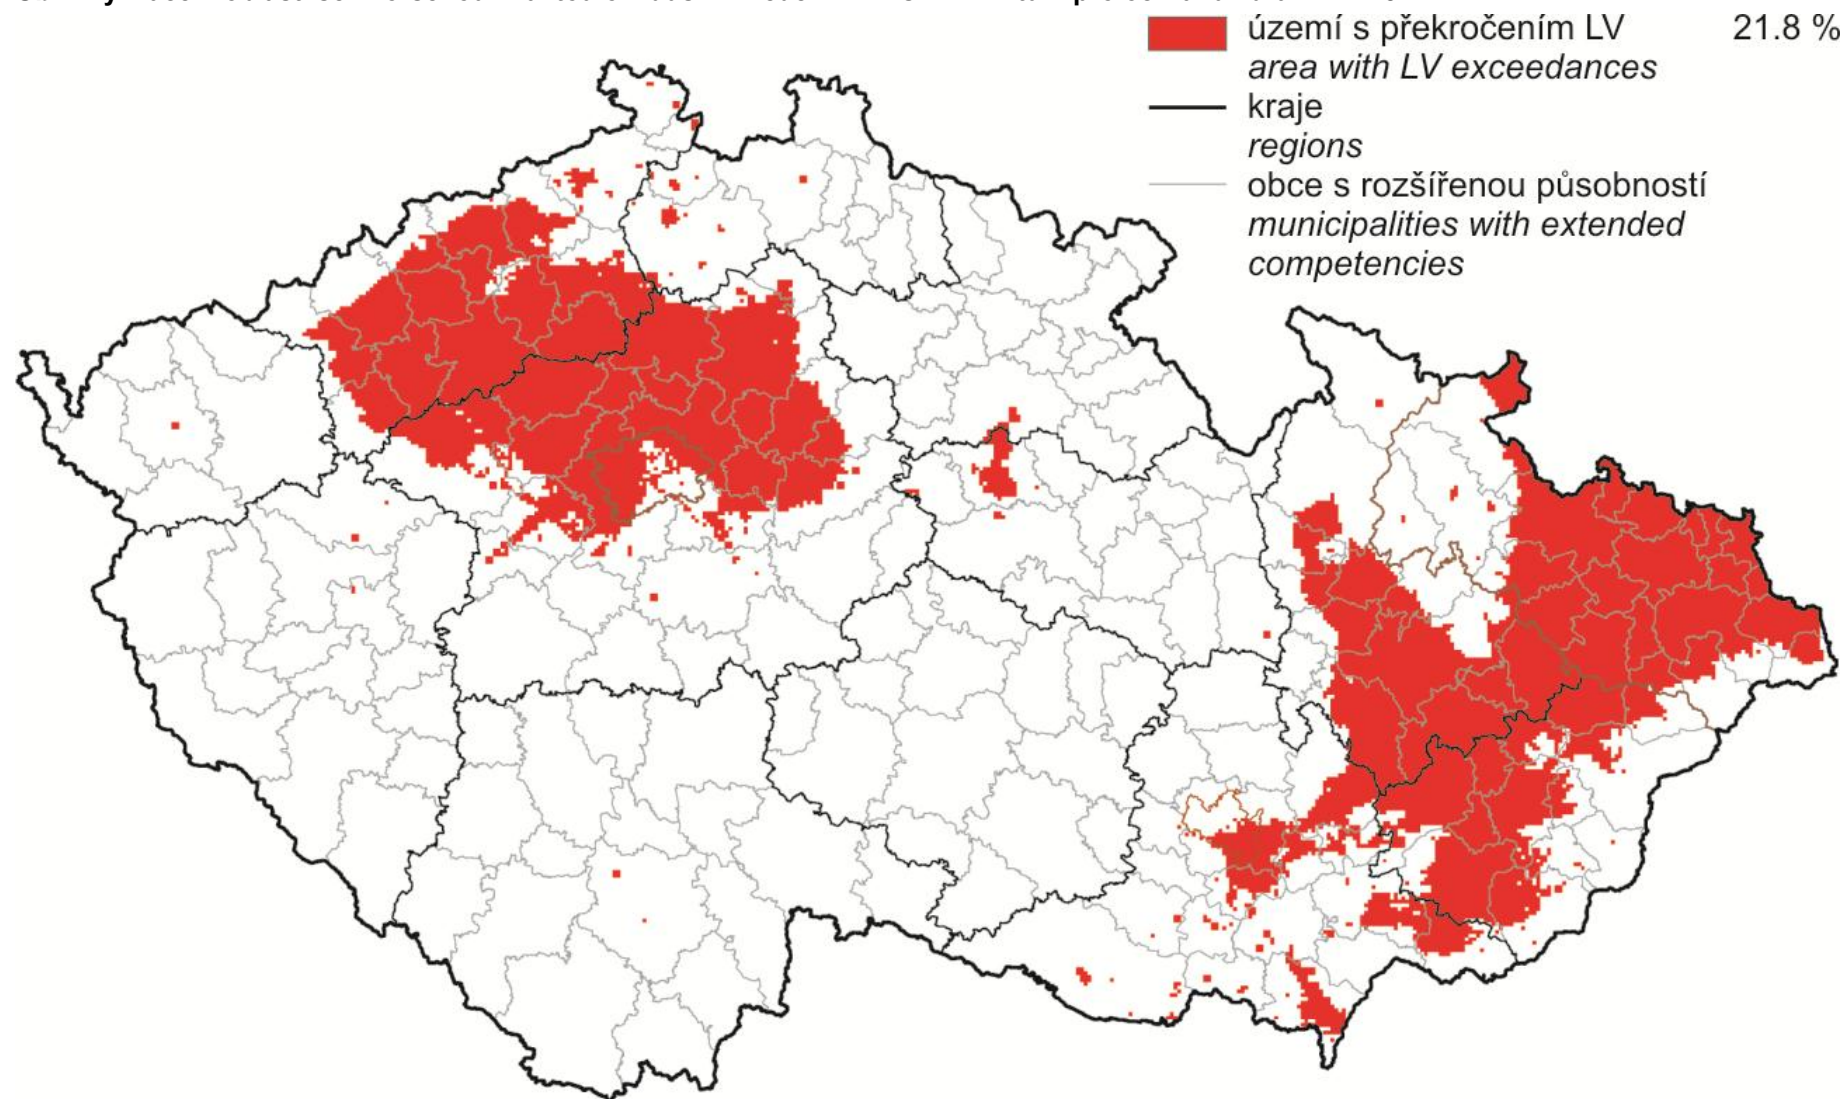 území s překročením LV 21.8 %
area with LV exceedances
kraje
regions
obce s rozšířenou působností
municipalities with extended
competencies